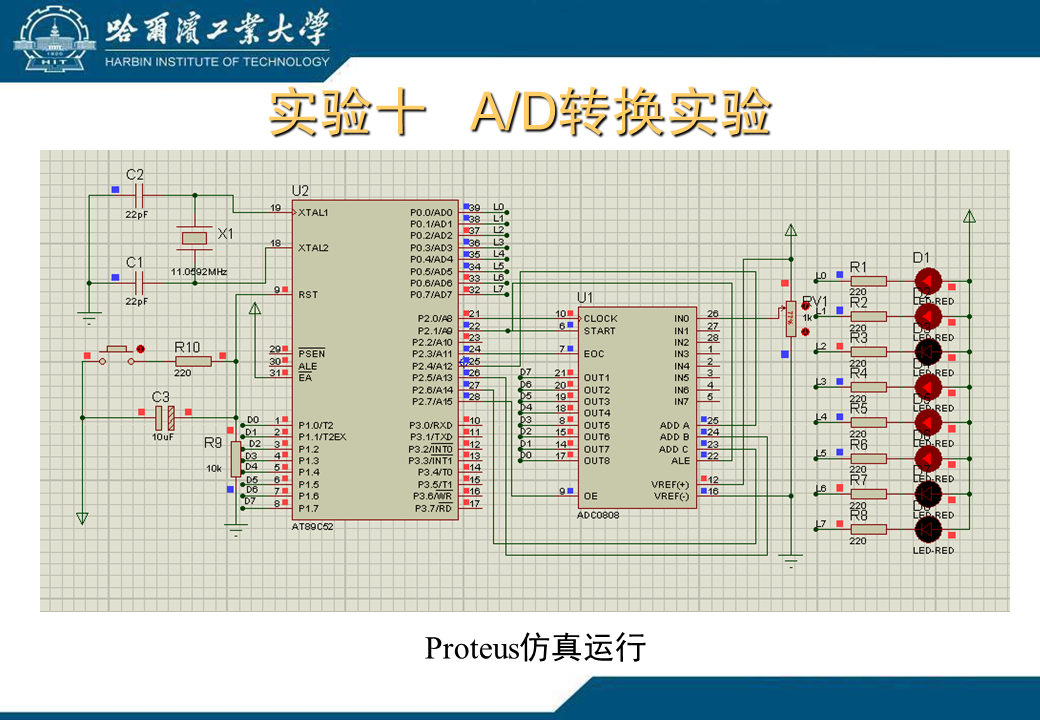 哈爾濱工業大學
HARBIN INSTITUTE OF TECHNOLOGY
1920
HIT
实验十 A/D转换实验
C2
22pF
X1
11.0592MHz
C1
22pF
R10
220
C3
10uF
R9
10k
U2
19 XTAL1
18 XTAL2
9 RST
29 PSEN
30 ALE
31 EA
D0 1 P1.0/T2
D1 2 P1.1/T2EX
D2 3 P1.2
D3 4 P1.3
D4 5 P1.4
D5 6 P1.5
D6 7 P1.6
D7 8 P1.7
P0.0/AD0 39 L0
P0.1/AD1 38 L1
P0.2/AD2 37 L2
P0.3/AD3 36 L3
P0.4/AD4 35 L4
P0.5/AD5 34 L5
P0.6/AD6 33 L6
P0.7/AD7 32 L7
P2.0/A8 21
P2.1/A9 22
P2.2/A10 23
P2.3/A11 24
P2.4/A12 25
P2.5/A13 26
P2.6/A14 27
P2.7/A15 28
P3.0/RXD 10
P3.1/TXD 11
P3.2/INT0 12
P3.3/INT1 13
P3.4/T0 14
P3.5/T1 15
P3.6/WR 16
P3.7/RD 17
AT89C52
U1
10 CLOCK
6 START
7 EOC
D7 21 OUT1
D6 20 OUT2
D5 19 OUT3
D4 18 OUT4
D3 8 OUT5
D2 15 OUT6
D1 14 OUT7
D0 17 OUT8
9 OE
IN0 26
IN1 27
IN2 28
IN3 1
IN4 2
IN5 3
IN6 4
IN7 5
ADD A 25
ADD B 24
ADD C 23
ALE 22
VREF(+) 12
VREF(-) 16
ADC0808
RV1
1k
77%
L0 R1 220 D1 LED-RED
L1 R2 220 LED-RED
L2 R3 220 LED-RED
L3 R4 220 LED-RED
L4 R5 220 LED-RED
L5 R6 220 LED-RED
L6 R7 220 LED-RED
L7 R8 220 LED-RED
Proteus仿真运行